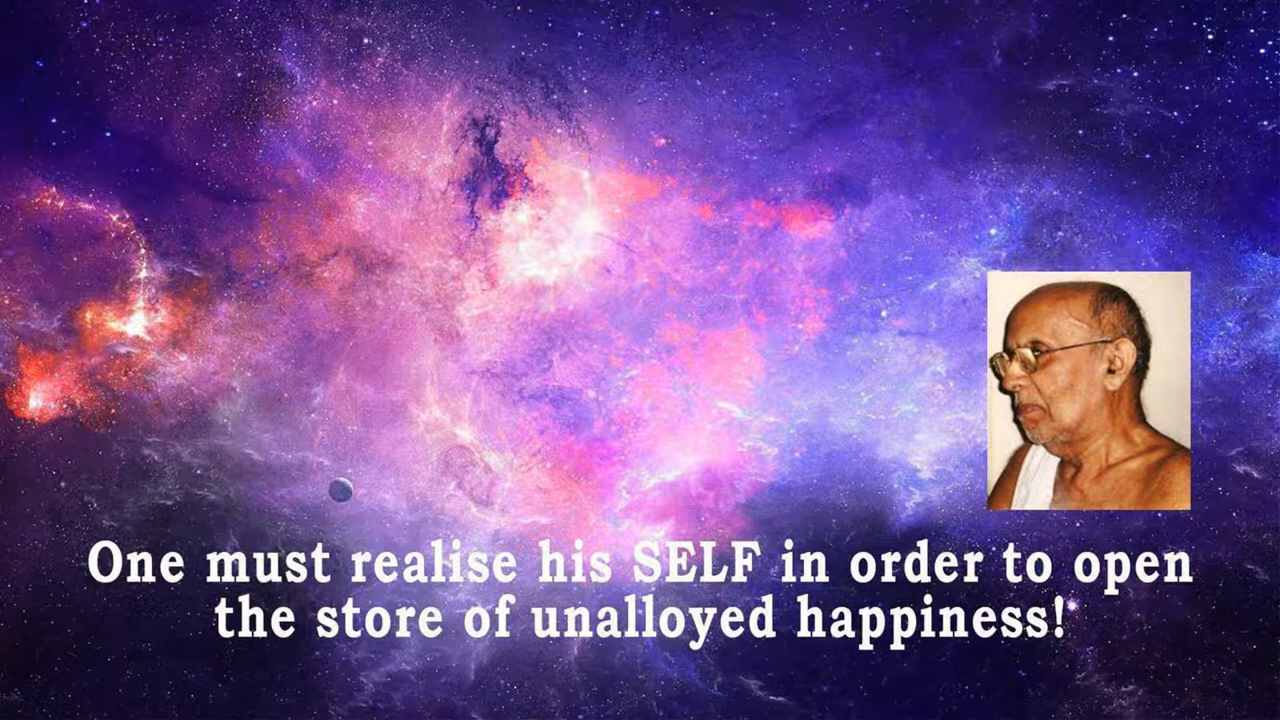 One must realise his SELF in order to open
the store of unalloyed happiness!